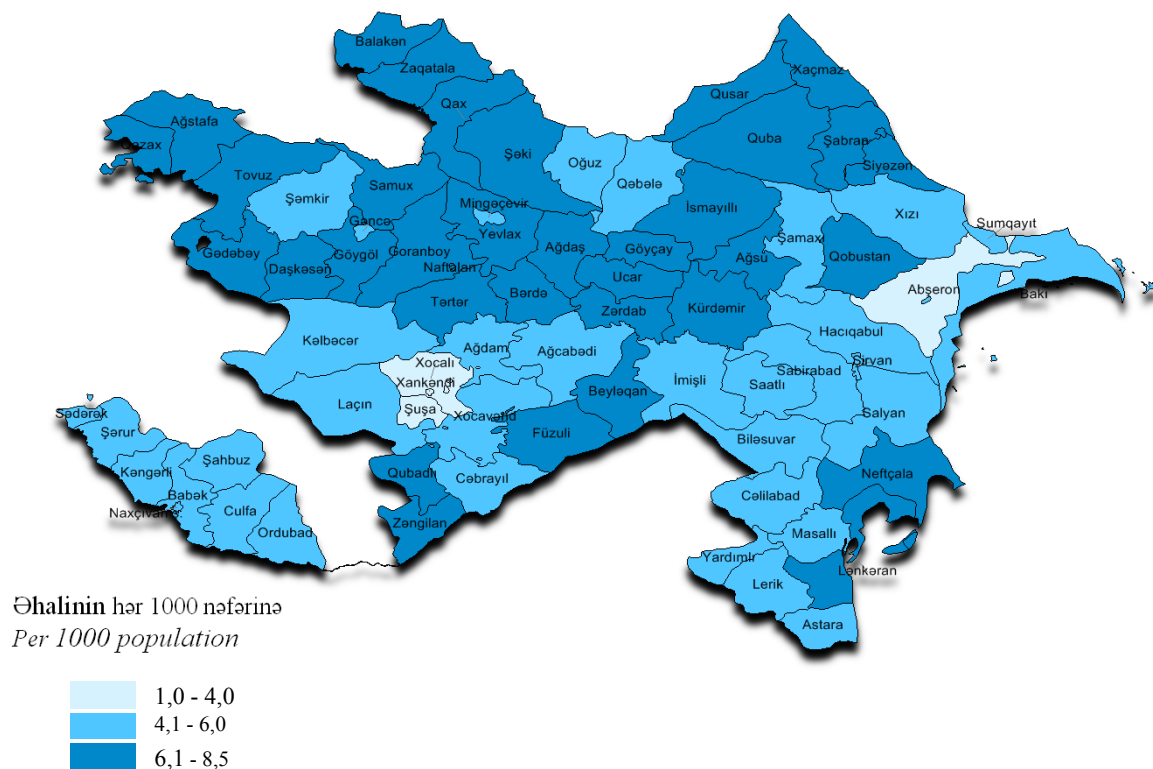 Balakən
Zaqatala
Qax
Xaçmaz
Qusar
Ağstafa
Quba
Şabran
Qazax
Şəki
Oğuz
Siyəzən
Tovuz
Qəbələ
Samux
Şəmkir
Mingəçevir
İsmayıllı
Xızı
Gəncə
Sumqayıt
Yevlax
Şamaxı
Gədəbəy
Göygöl
Goranboy
Ağdaş
Göyçay
Ağsu
Qobustan
Daşkəsən
Naftalan
Ucar
Abşeron
Bakı
Tərtər
Bərdə
Zərdab
Kürdəmir
Hacıqabul
Kəlbəcər
Ağdam
Ağcabədi
Xocalı
Şirvan
Xankəndi
Beyləqan
İmişli
Sabirabad
Saatlı
Laçın
Şuşa
Xocavənd
Salyan
Sədərək
Şərur
Füzuli
Biləsuvar
Şahbuz
Kəngərli
Qubadlı
Cəbrayıl
Neftçala
Babək
Cəlilabad
Naxçıvan
Culfa
Zəngilan
Ordubad
Masallı
Yardımlı
Lənkəran
Lerik
Astara
Əhalinin hər 1000 nəfərinə
Per 1000 population
1,0 - 4,0
4,1 - 6,0
6,1 - 8,5